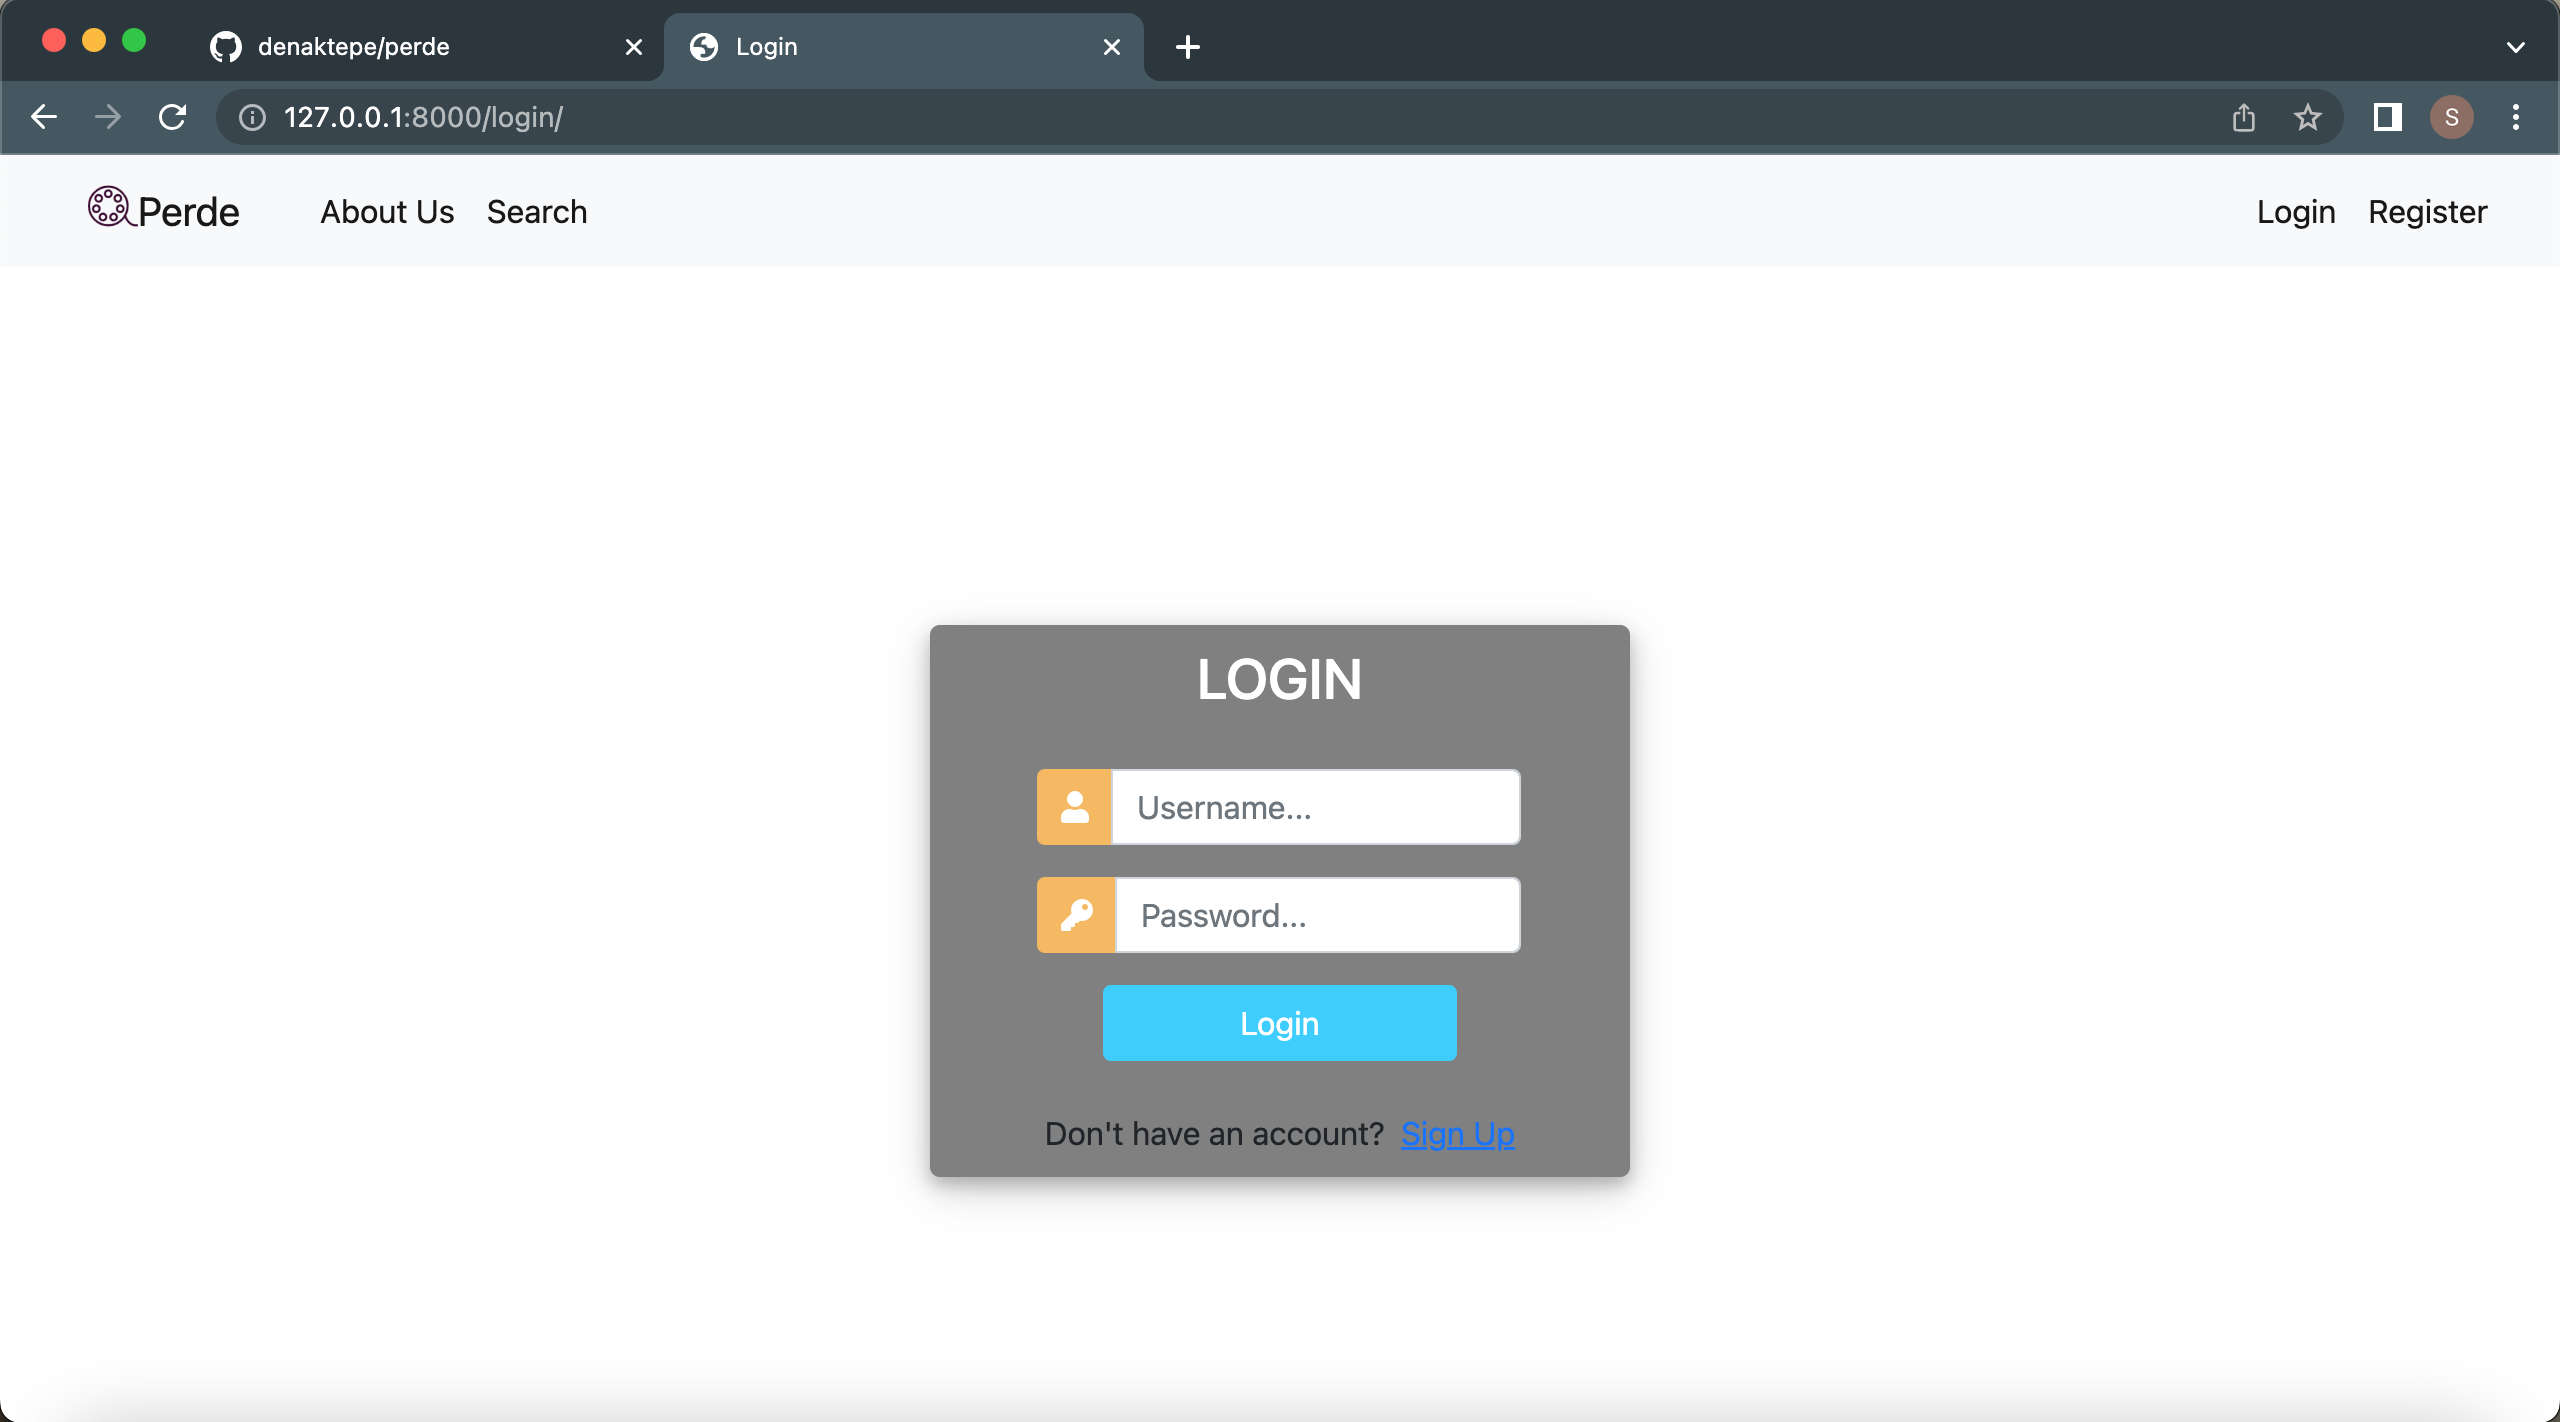 denaktepe/perde
Login
127.0.0.1:8000/login/
S
Perde
About Us
Search
Login
Register
LOGIN
Username...
Password...
Login
Don't have an account? Sign Up